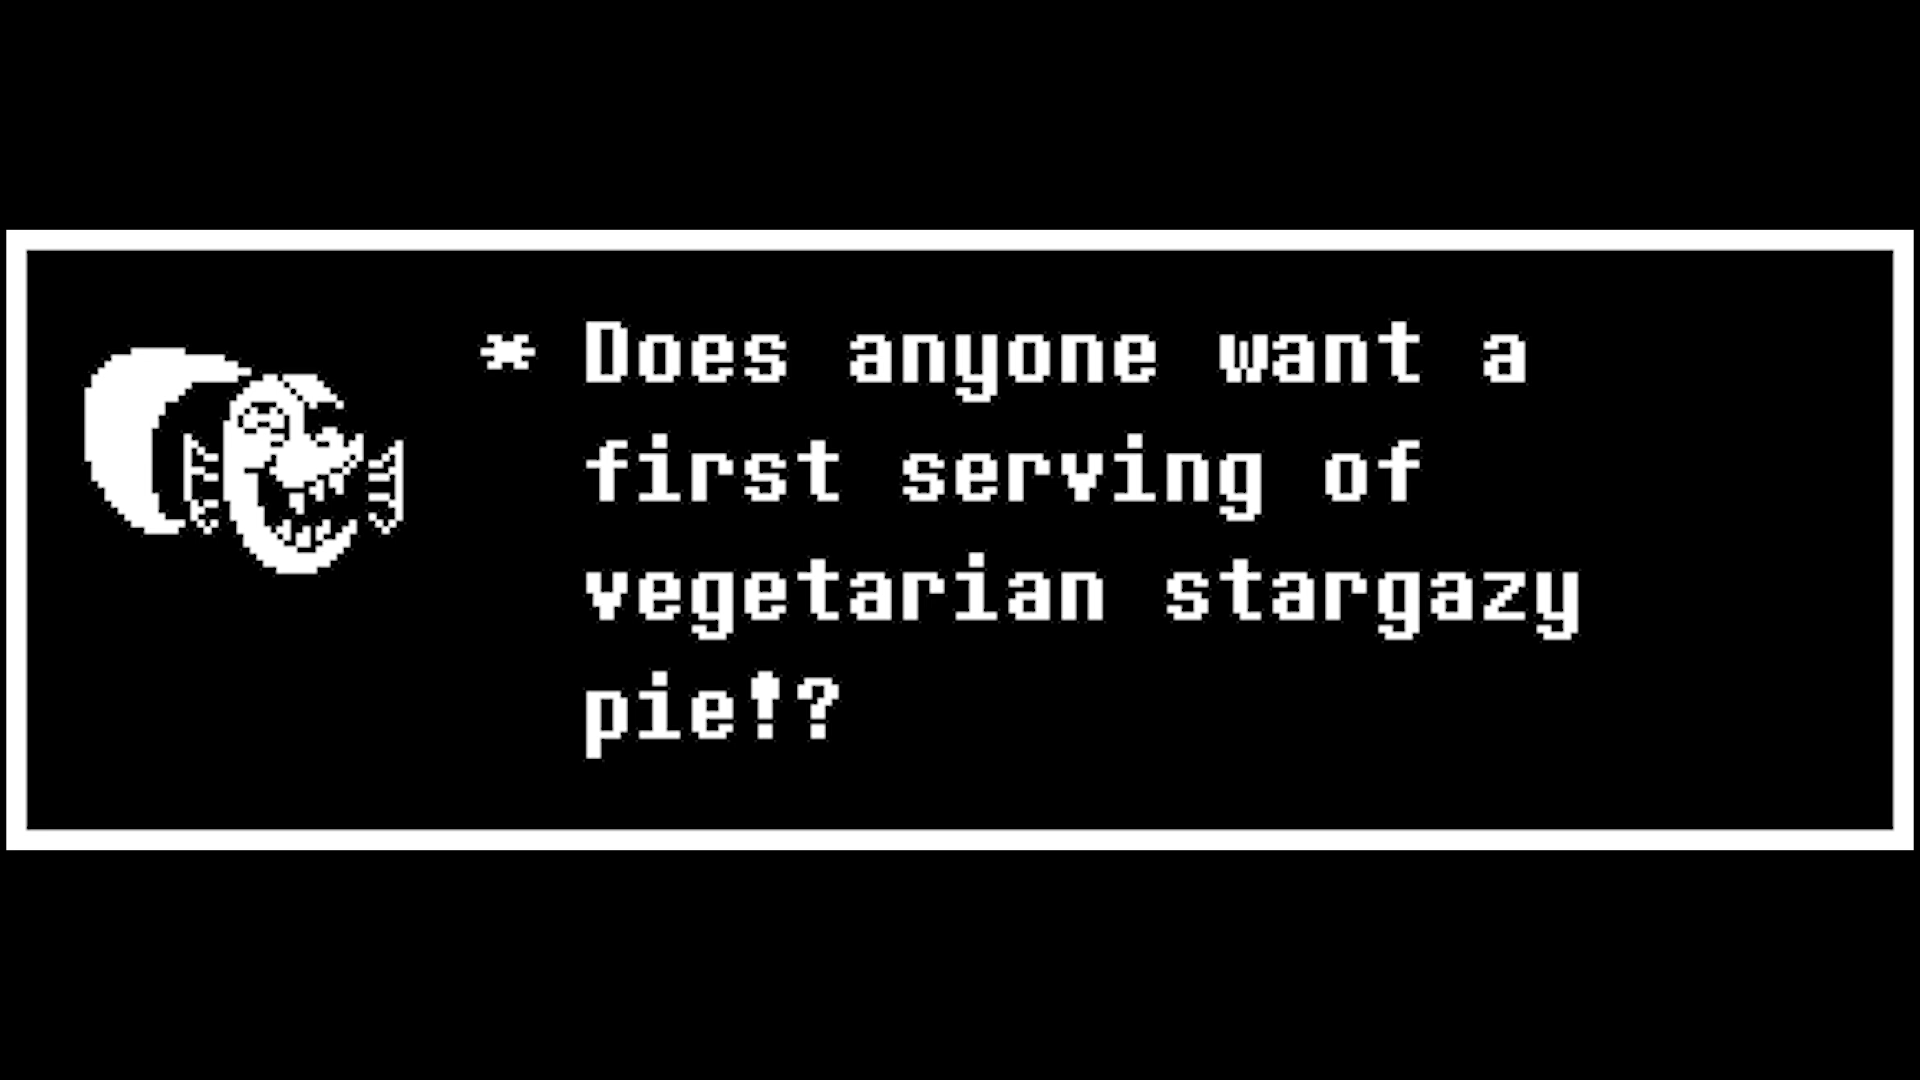 * Does anyone want a
first serving of
vegetarian stargazy
pie!?